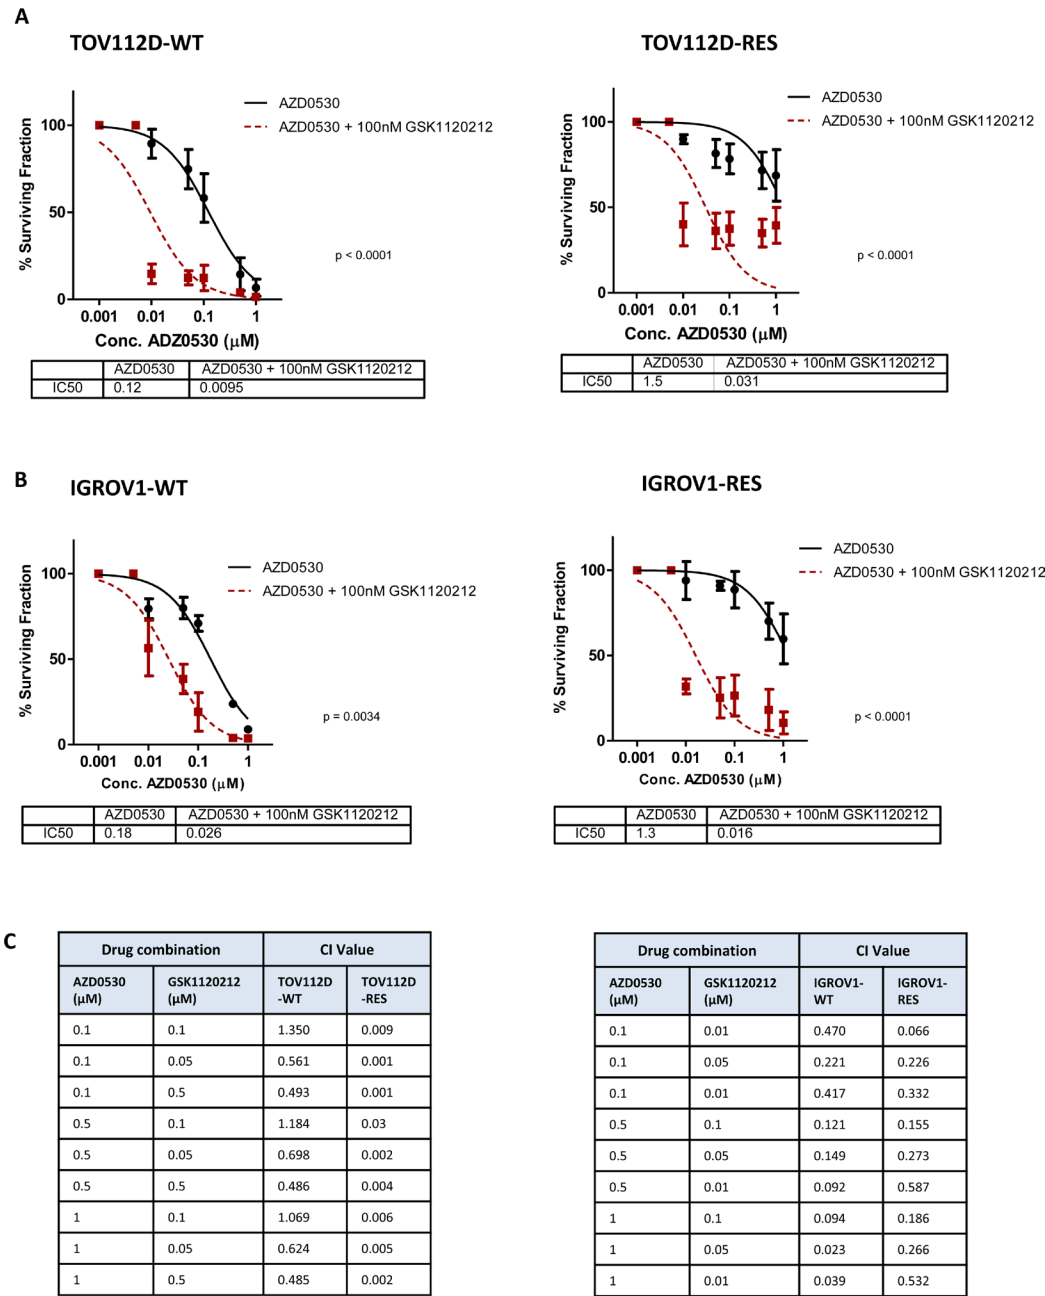 A
TOV112D-WT
TOV112D-RES
AZD0530
AZD0530 + 100nM GSK1120212
% Surviving Fraction
100
50
0
p < 0.0001
0.001 0.01 0.1 1
Conc. ADZ0530 (μM)
AZD0530 AZD0530 + 100nM GSK1120212
IC50 0.12 0.0095
AZD0530
AZD0530 + 100nM GSK1120212
% Surviving Fraction
100
50
0
p < 0.0001
0.001 0.01 0.1 1
Conc. AZD0530 (μM)
AZD0530 AZD0530 + 100nM GSK1120212
IC50 1.5 0.031
B
IGROV1-WT
IGROV1-RES
AZD0530
AZD0530 + 100nM GSK1120212
% Surviving Fraction
100
50
0
p = 0.0034
0.001 0.01 0.1 1
Conc. AZD0530 (μM)
AZD0530 AZD0530 + 100nM GSK1120212
IC50 0.18 0.026
AZD0530
AZD0530 + 100nM GSK1120212
% Surviving Fraction
100
50
0
p < 0.0001
0.001 0.01 0.1 1
Conc. AZD0530 (μM)
AZD0530 AZD0530 + 100nM GSK1120212
IC50 1.3 0.016
C
Drug combination CI Value
AZD0530 GSK1120212 TOV112D TOV112D
(μM) (μM) -WT -RES
0.1 0.1 1.350 0.009
0.1 0.05 0.561 0.001
0.1 0.5 0.493 0.001
0.5 0.1 1.184 0.03
0.5 0.05 0.698 0.002
0.5 0.5 0.486 0.004
1 0.1 1.069 0.006
1 0.05 0.624 0.005
1 0.5 0.485 0.002
Drug combination CI Value
AZD0530 GSK1120212 IGROV1- IGROV1-
(μM) (μM) WT RES
0.1 0.01 0.470 0.066
0.1 0.05 0.221 0.226
0.1 0.01 0.417 0.332
0.5 0.1 0.121 0.155
0.5 0.05 0.149 0.273
0.5 0.01 0.092 0.587
1 0.1 0.094 0.186
1 0.05 0.023 0.266
1 0.01 0.039 0.532